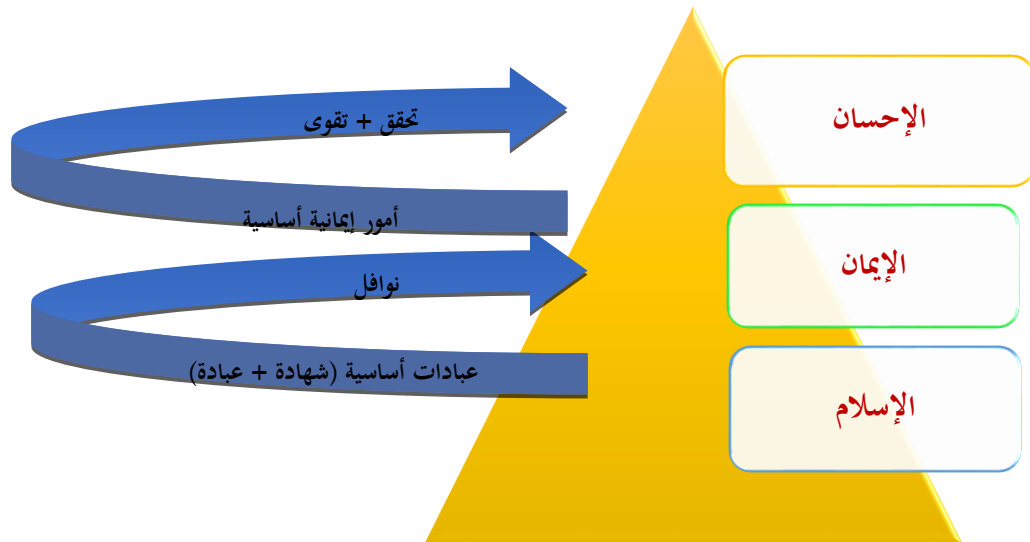 الإحسان
تحقق + تقوى
أمور إيمانية أساسية
الإيمان
نوافل
عبادات أساسية (شهادة + عبادة)
الإسلام